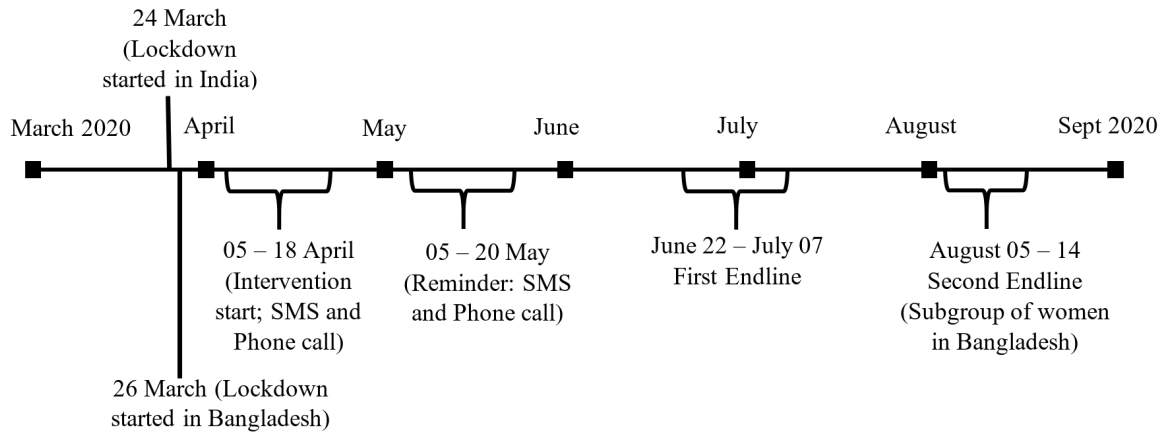 24 March
(Lockdown
started in India)
March 2020
April
May
June
July
August
Sept 2020
05 – 18 April
(Intervention
start; SMS and
Phone call)
05 – 20 May
(Reminder: SMS
and Phone call)
June 22 – July 07
First Endline
August 05 – 14
Second Endline
(Subgroup of women
in Bangladesh)
26 March (Lockdown
started in Bangladesh)